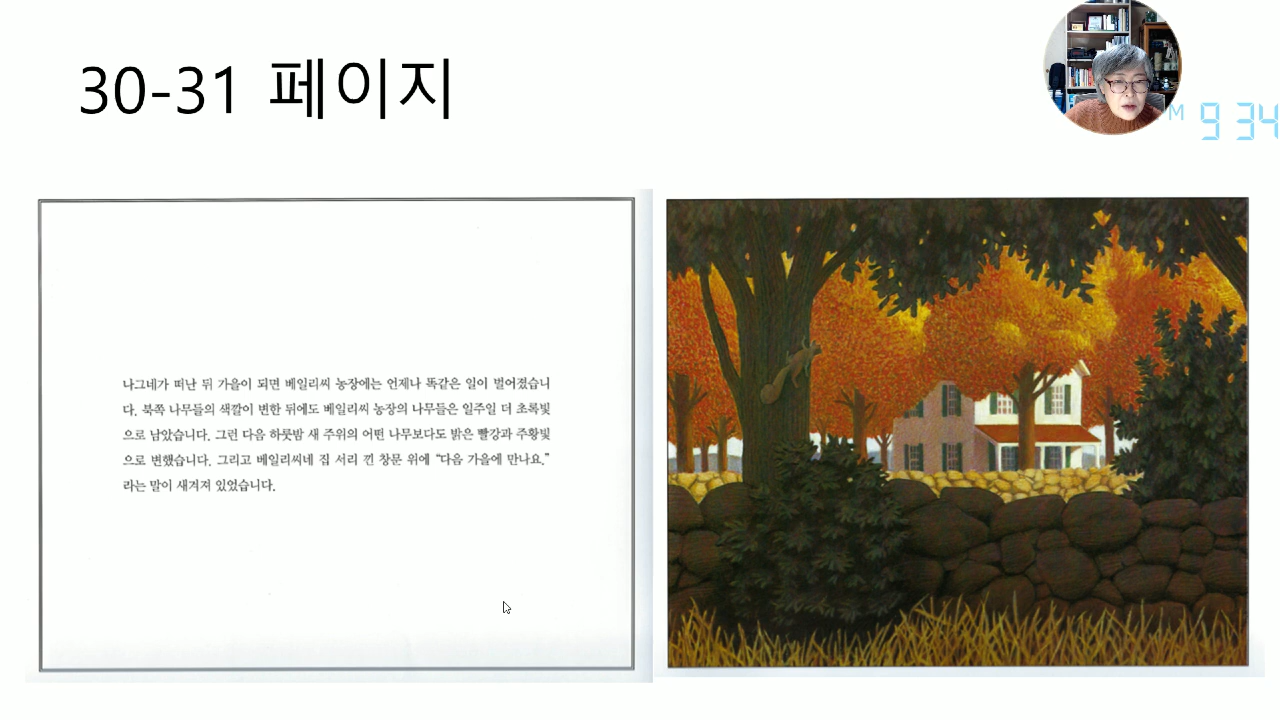 30-31 페이지
M 9 34
나그네가 떠난 뒤 가을이 되면 베일리씨 농장에는 언제나 똑같은 일이 벌어졌습니
다. 북쪽 나무들의 색깔이 변한 뒤에도 베일리씨 농장의 나무들은 일주일 더 초록빛
으로 남았습니다. 그런 다음 하룻밤 새 주위의 어떤 나무보다도 밝은 빨강과 주황빛
으로 변했습니다. 그리고 베일리씨네 집 서리 낀 창문 위에 “다음 가을에 만나요.”
라는 말이 새겨져 있었습니다.